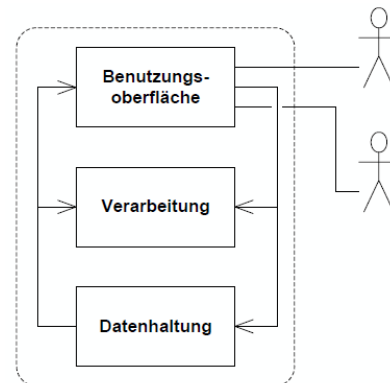 Benutzungs-
oberfläche
Verarbeitung
Datenhaltung